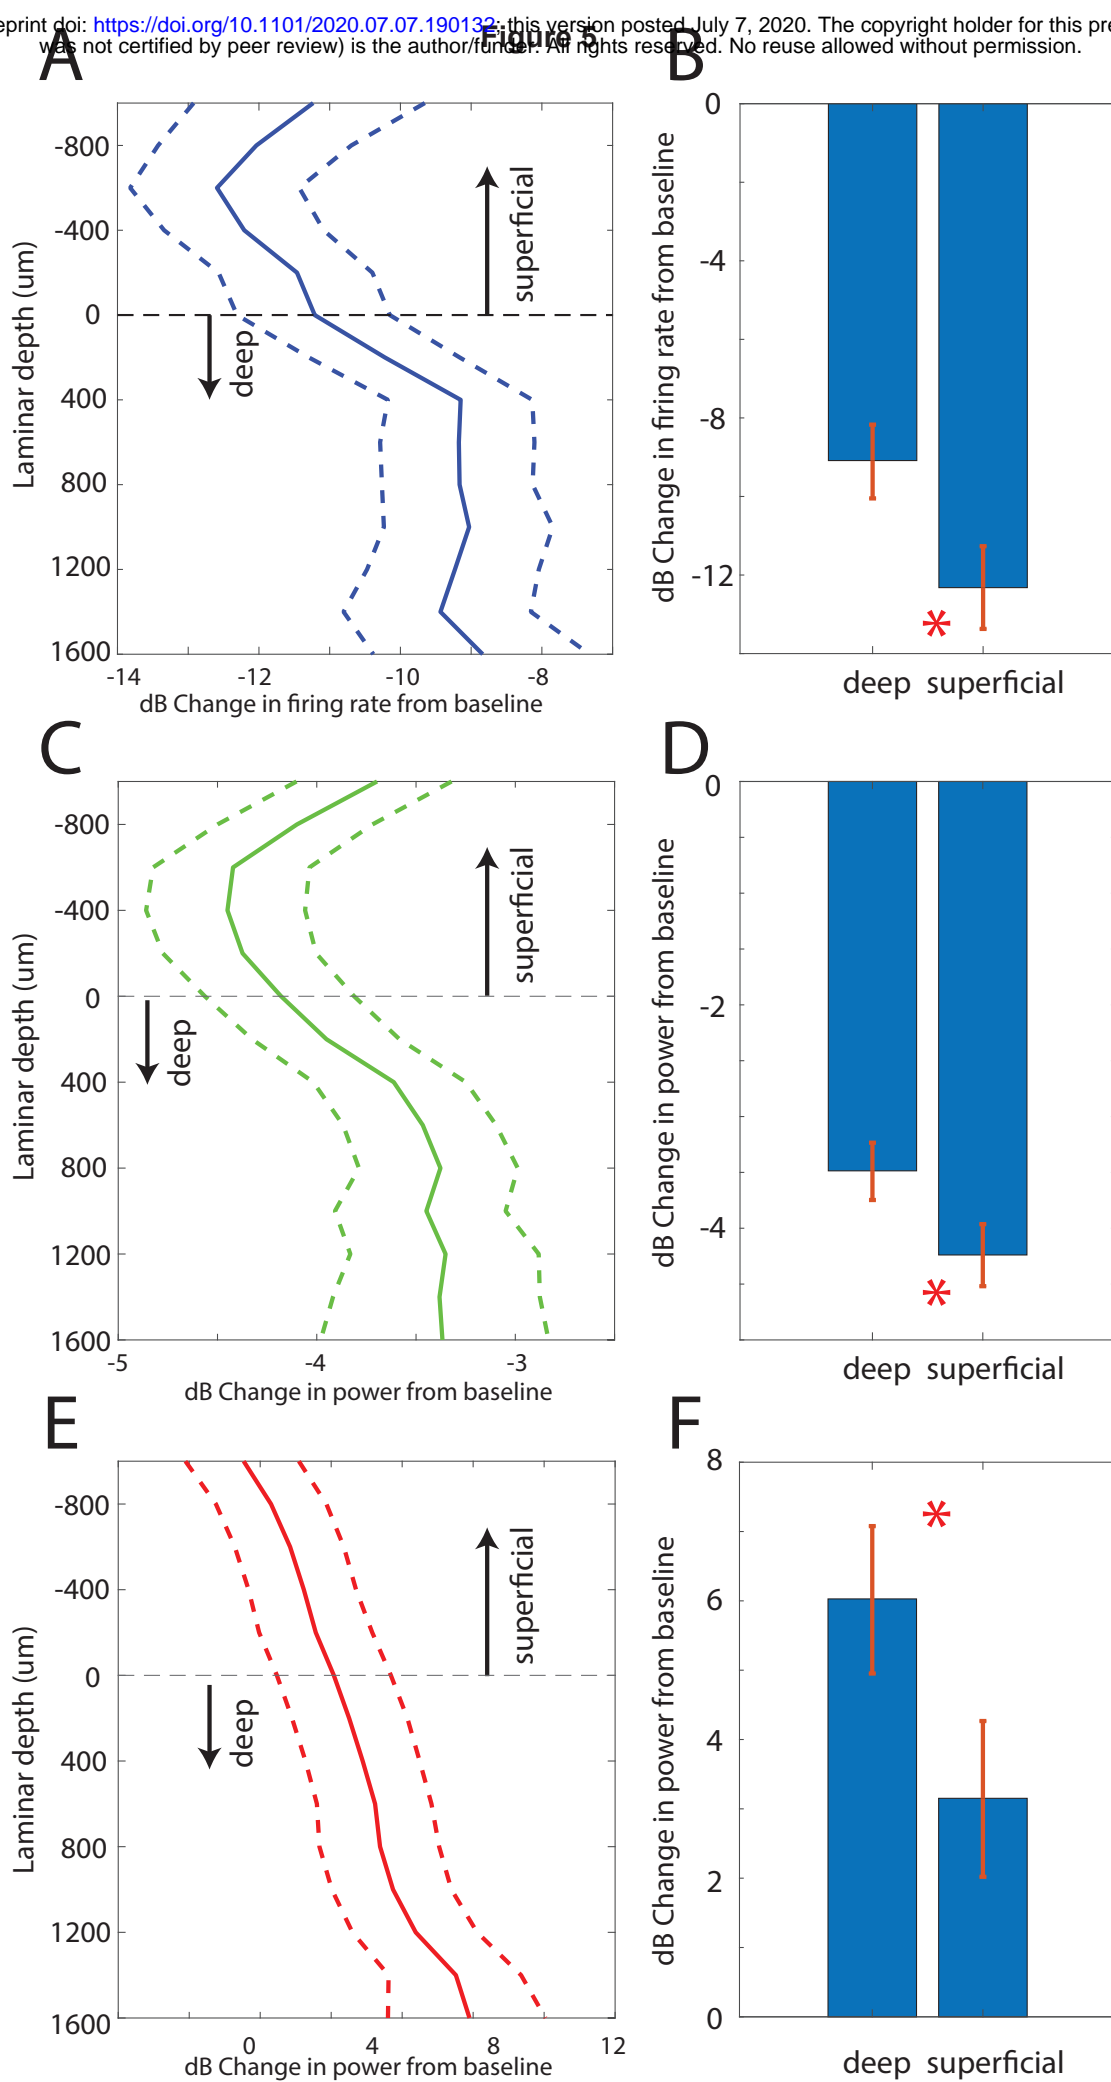 eprint doi: https://doi.org/10.1101/2020.07.07.190132; this version posted July 7, 2020. The copyright holder for this pre
was not certified by peer review) is the author/funder. All rights reserved. No reuse allowed without permission.
Figure 5
A
-800
-400
0
400
800
1200
1600
Laminar depth (um)
superficial
deep
-14 -12 -10 -8
dB Change in firing rate from baseline
B
0
-4
-8
-12
dB Change in firing rate from baseline
*
deep superficial
C
-800
-400
0
400
800
1200
1600
Laminar depth (um)
superficial
deep
-5 -4 -3
dB Change in power from baseline
D
0
-2
-4
dB Change in power from baseline
*
deep superficial
E
-800
-400
0
400
800
1200
1600
Laminar depth (um)
superficial
deep
0 4 8 12
dB Change in power from baseline
F
8
6
4
2
0
dB Change in power from baseline
*
deep superficial